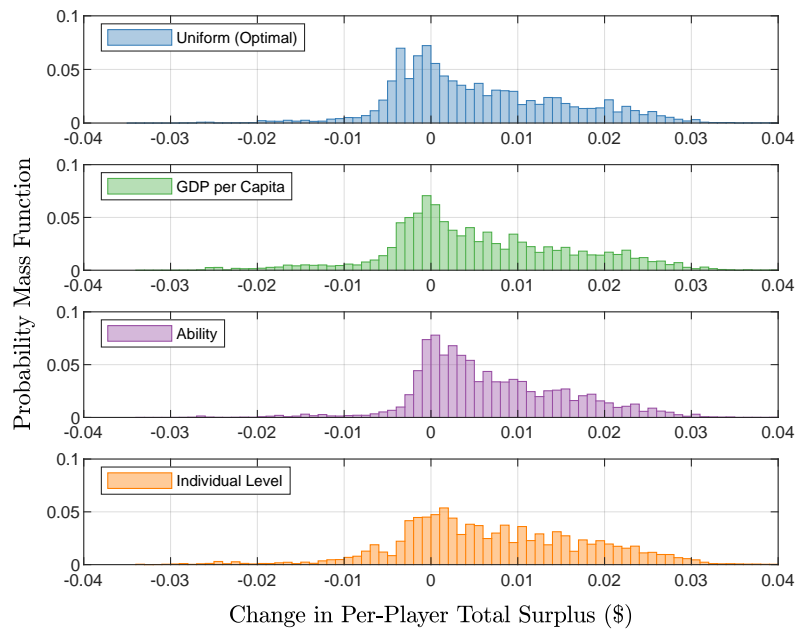 0.1
Uniform (Optimal)
0.05
0
-0.04 -0.03 -0.02 -0.01 0 0.01 0.02 0.03 0.04
0.1
GDP per Capita
0.05
0
-0.04 -0.03 -0.02 -0.01 0 0.01 0.02 0.03 0.04
Probability Mass Function
0.1
Ability
0.05
0
-0.04 -0.03 -0.02 -0.01 0 0.01 0.02 0.03 0.04
0.1
Individual Level
0.05
0
-0.04 -0.03 -0.02 -0.01 0 0.01 0.02 0.03 0.04
Change in Per-Player Total Surplus ($)